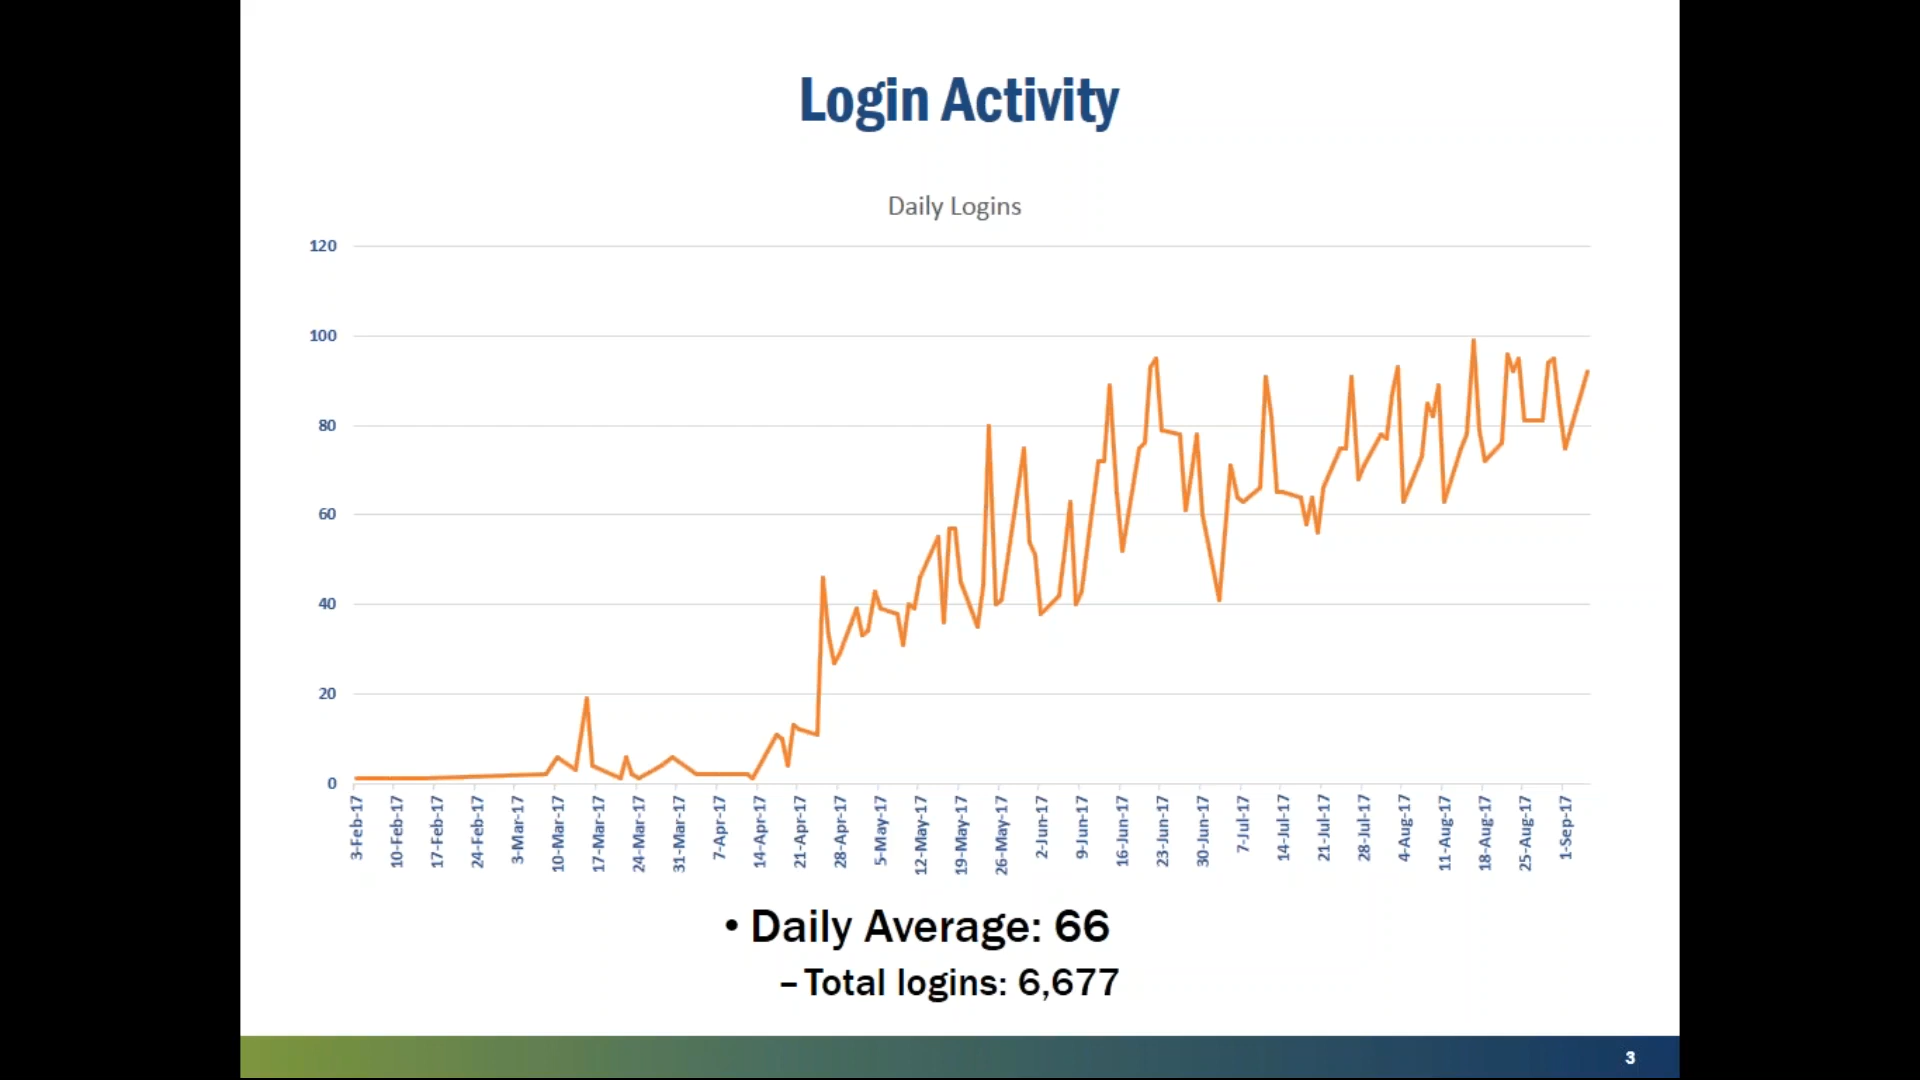 Login Activity
Daily Logins
120
100
80
60
40
20
0
3-Feb-17
10-Feb-17
17-Feb-17
24-Feb-17
3-Mar-17
10-Mar-17
17-Mar-17
24-Mar-17
31-Mar-17
7-Apr-17
14-Apr-17
21-Apr-17
28-Apr-17
5-May-17
12-May-17
19-May-17
26-May-17
2-Jun-17
9-Jun-17
16-Jun-17
23-Jun-17
30-Jun-17
7-Jul-17
14-Jul-17
21-Jul-17
28-Jul-17
4-Aug-17
11-Aug-17
18-Aug-17
25-Aug-17
1-Sep-17
• Daily Average: 66
– Total logins: 6,677
3